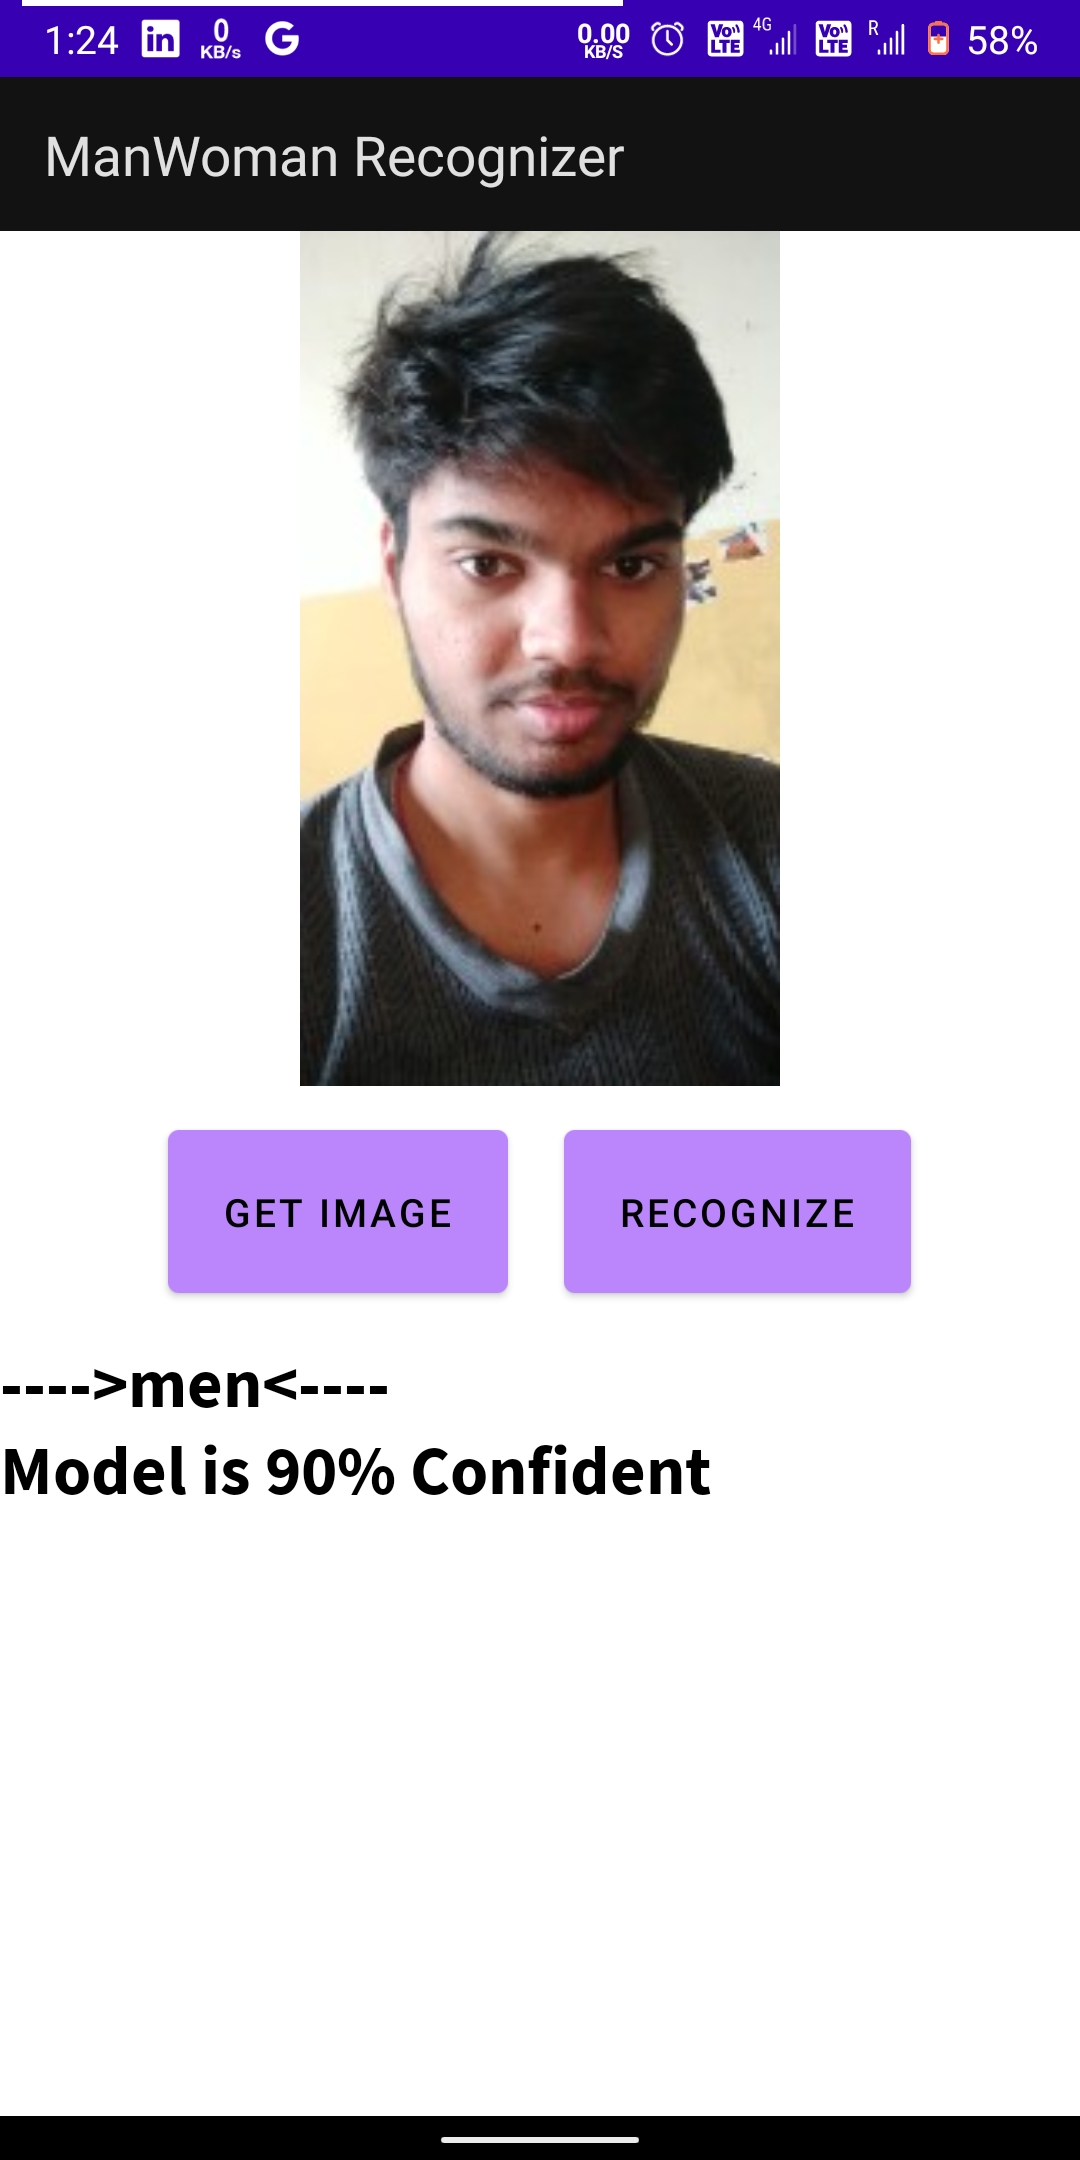 1:24 in 0 KB/s G 0.00 KB/S Vo LTE 4G Vo LTE R 58%
ManWoman Recognizer
GET IMAGE RECOGNIZE
---->men<----
Model is 90% Confident